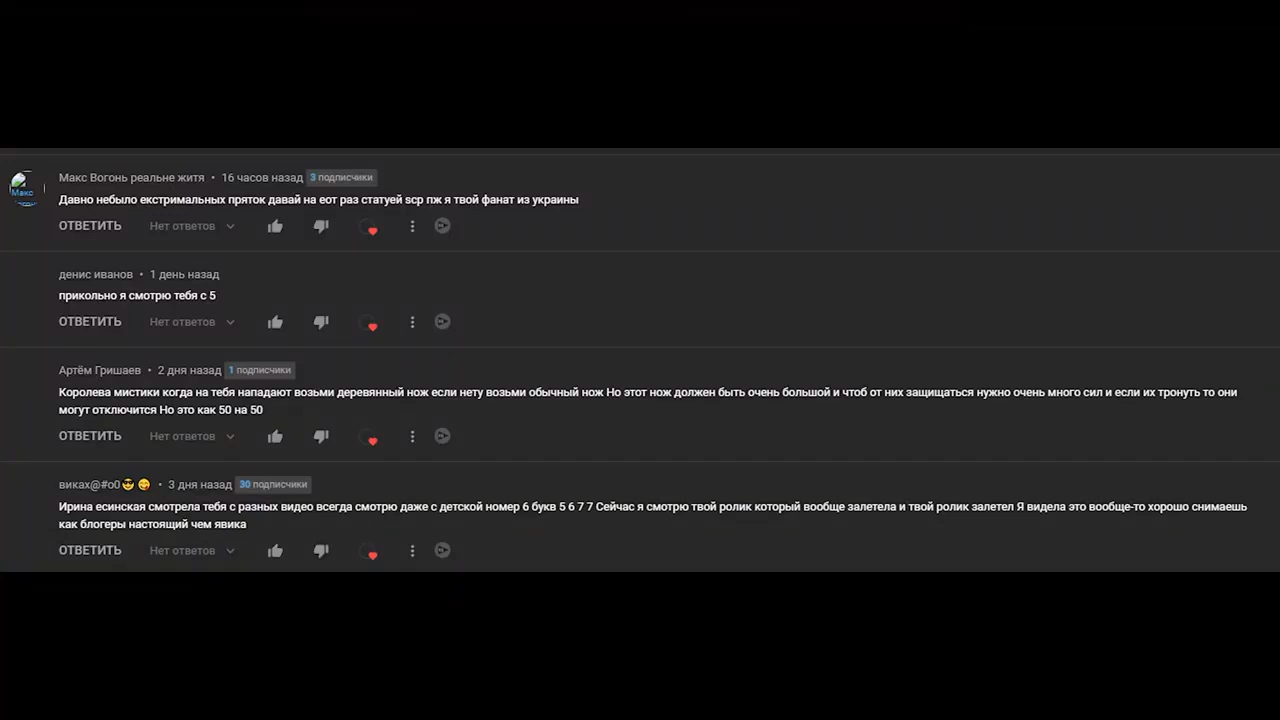 Макс Вогонь реальне житя • 16 часов назад 3 подписчики
Макс
Давно небыло екстримальных пряток давай на еот раз статуей scp пж я твой фанат из украины
ОТВЕТИТЬ Нет ответов
денис иванов • 1 день назад
прикольно я смотрю тебя с 5
ОТВЕТИТЬ Нет ответов
Артём Гришаев • 2 дня назад 1 подписчики
Королева мистики когда на тебя нападают возьми деревянный нож если нету возьми обычный нож Но этот нож должен быть очень большой и чтоб от них защищаться нужно очень много сил и если их тронуть то они
могут отключится Но это как 50 на 50
ОТВЕТИТЬ Нет ответов
виках@#о0😎 😋 • 3 дня назад 30 подписчики
Ирина есинская смотрела тебя с разных видео всегда смотрю даже с детской номер 6 букв 5 6 7 7 Сейчас я смотрю твой ролик который вообще залетела и твой ролик залетел Я видела это вообще-то хорошо снимаешь
как блогеры настоящий чем явика
ОТВЕТИТЬ Нет ответов